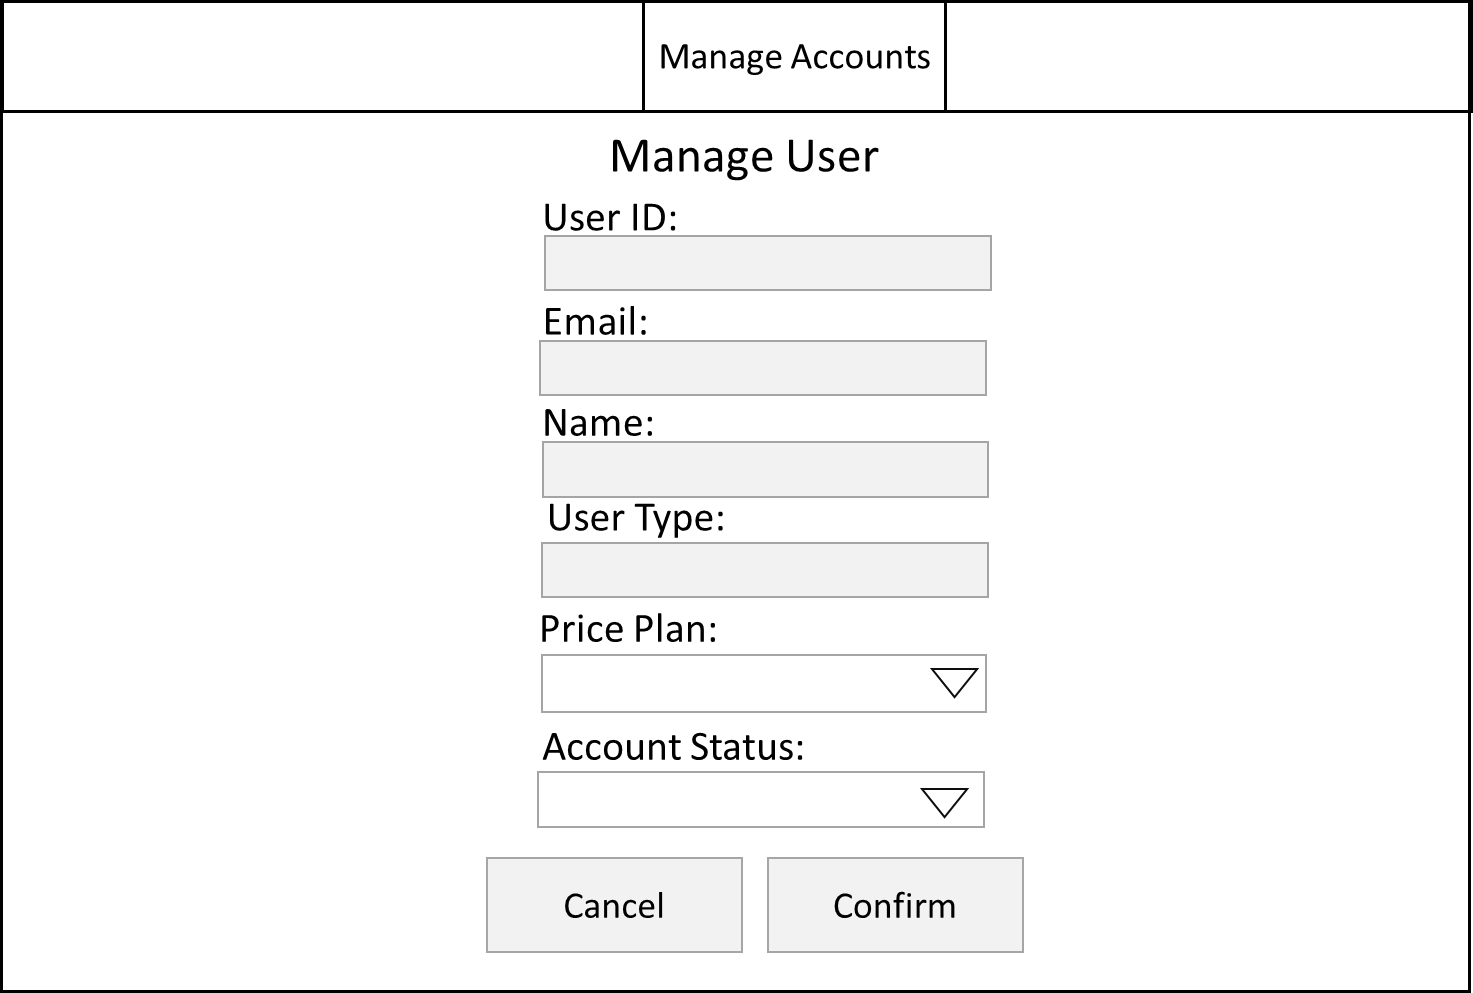 Manage Accounts
Manage User
User ID:
Email:
Name:
User Type:
Price Plan:
Account Status:
Cancel
Confirm